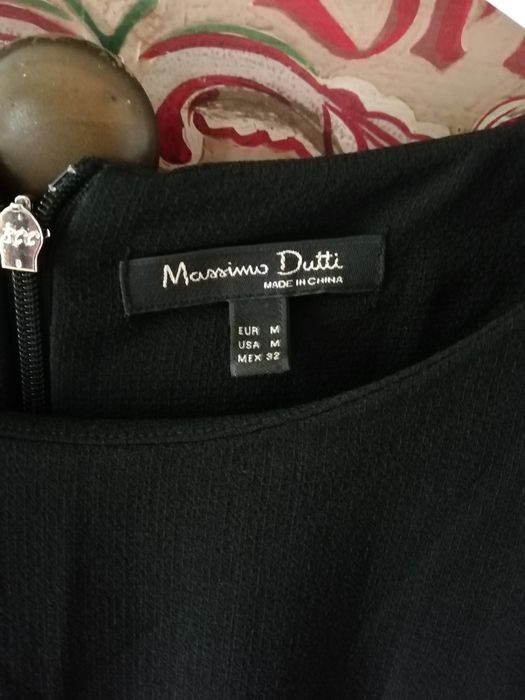 Massimo Dutti
MADE IN CHINA
EUR M
USA M
MEX 32